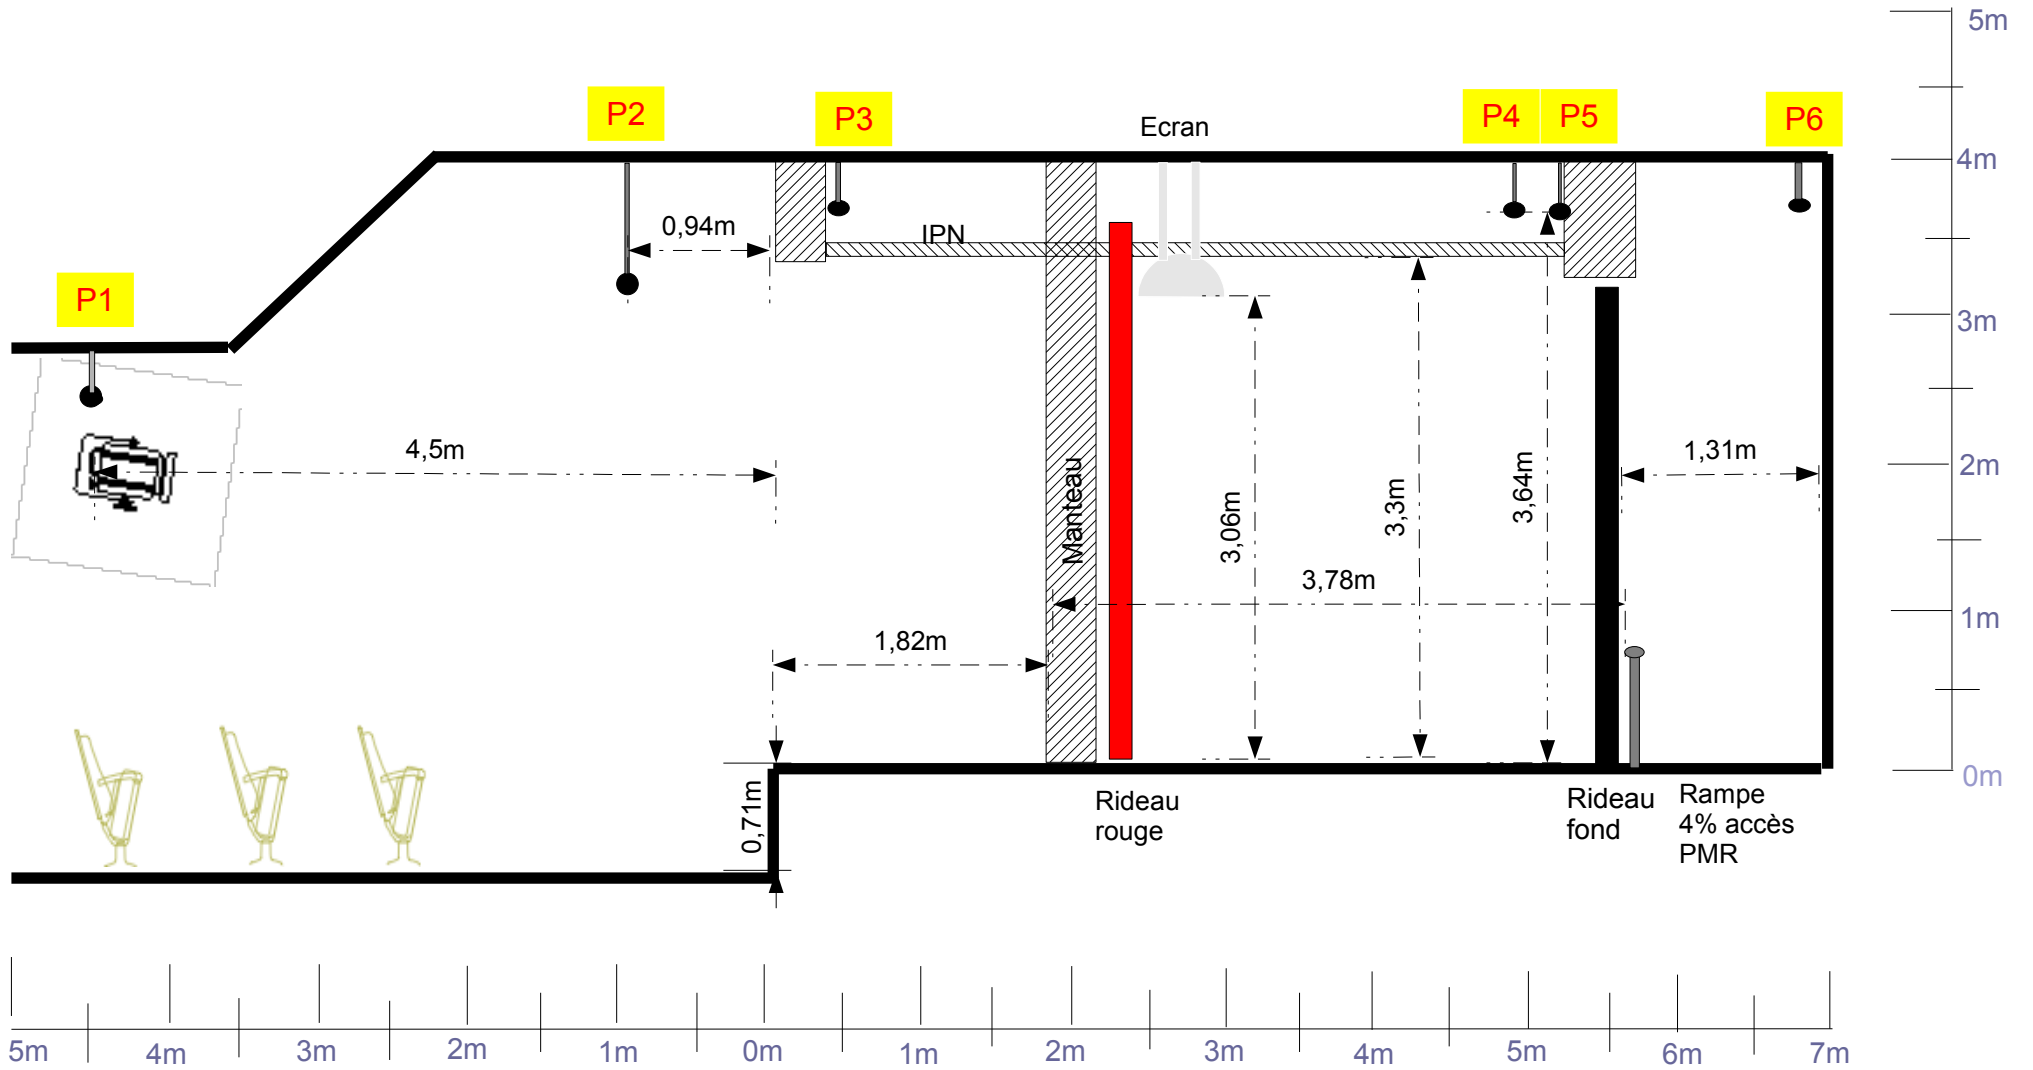 5m
P2
P3
Ecran
P4
P5
P6
4m
0,94m
IPN
P1
3m
4,5m
Manteau
3,06m
3,3m
3,64m
1,31m
2m
3,78m
1,82m
1m
0,71m
Rideau
rouge
Rideau
fond
Rampe
4% accès
PMR
0m
5m
4m
3m
2m
1m
0m
1m
2m
3m
4m
5m
6m
7m